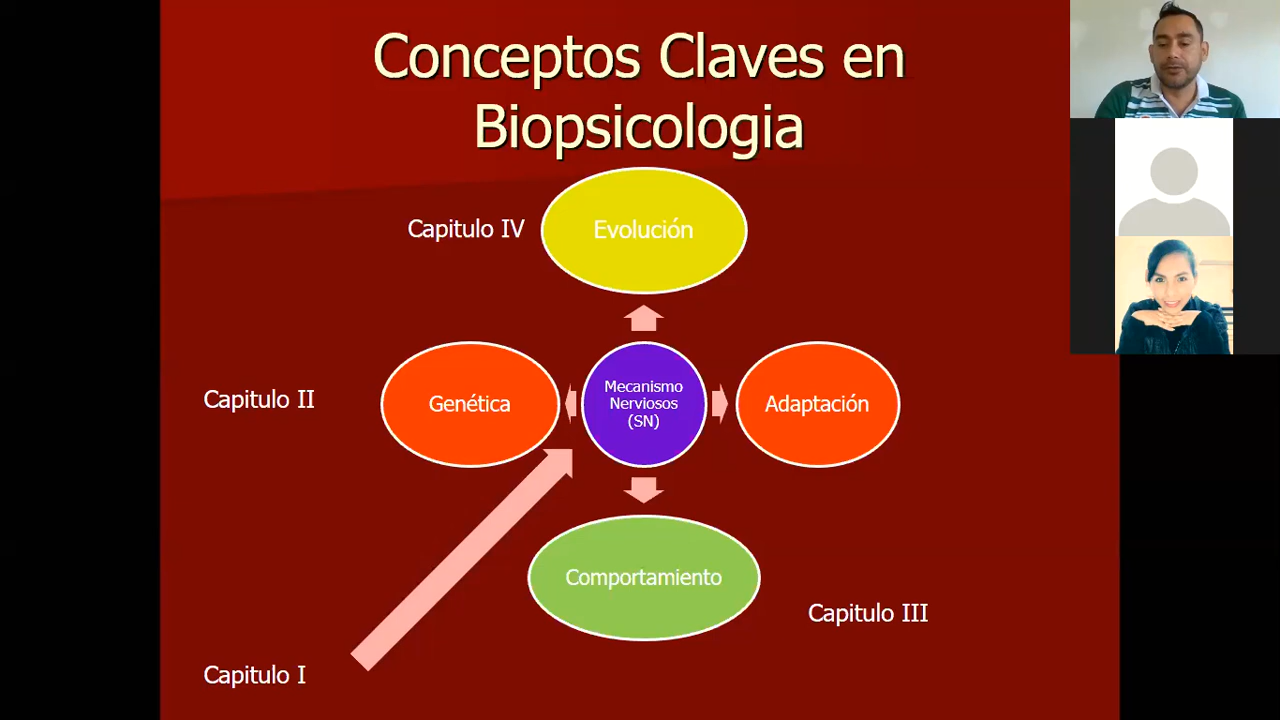 Conceptos Claves en
Biopsicologia
Capitulo IV
Evolución
Capitulo II
Genética
Mecanismo
Nerviosos
(SN)
Adaptación
Comportamiento
Capitulo III
Capitulo I